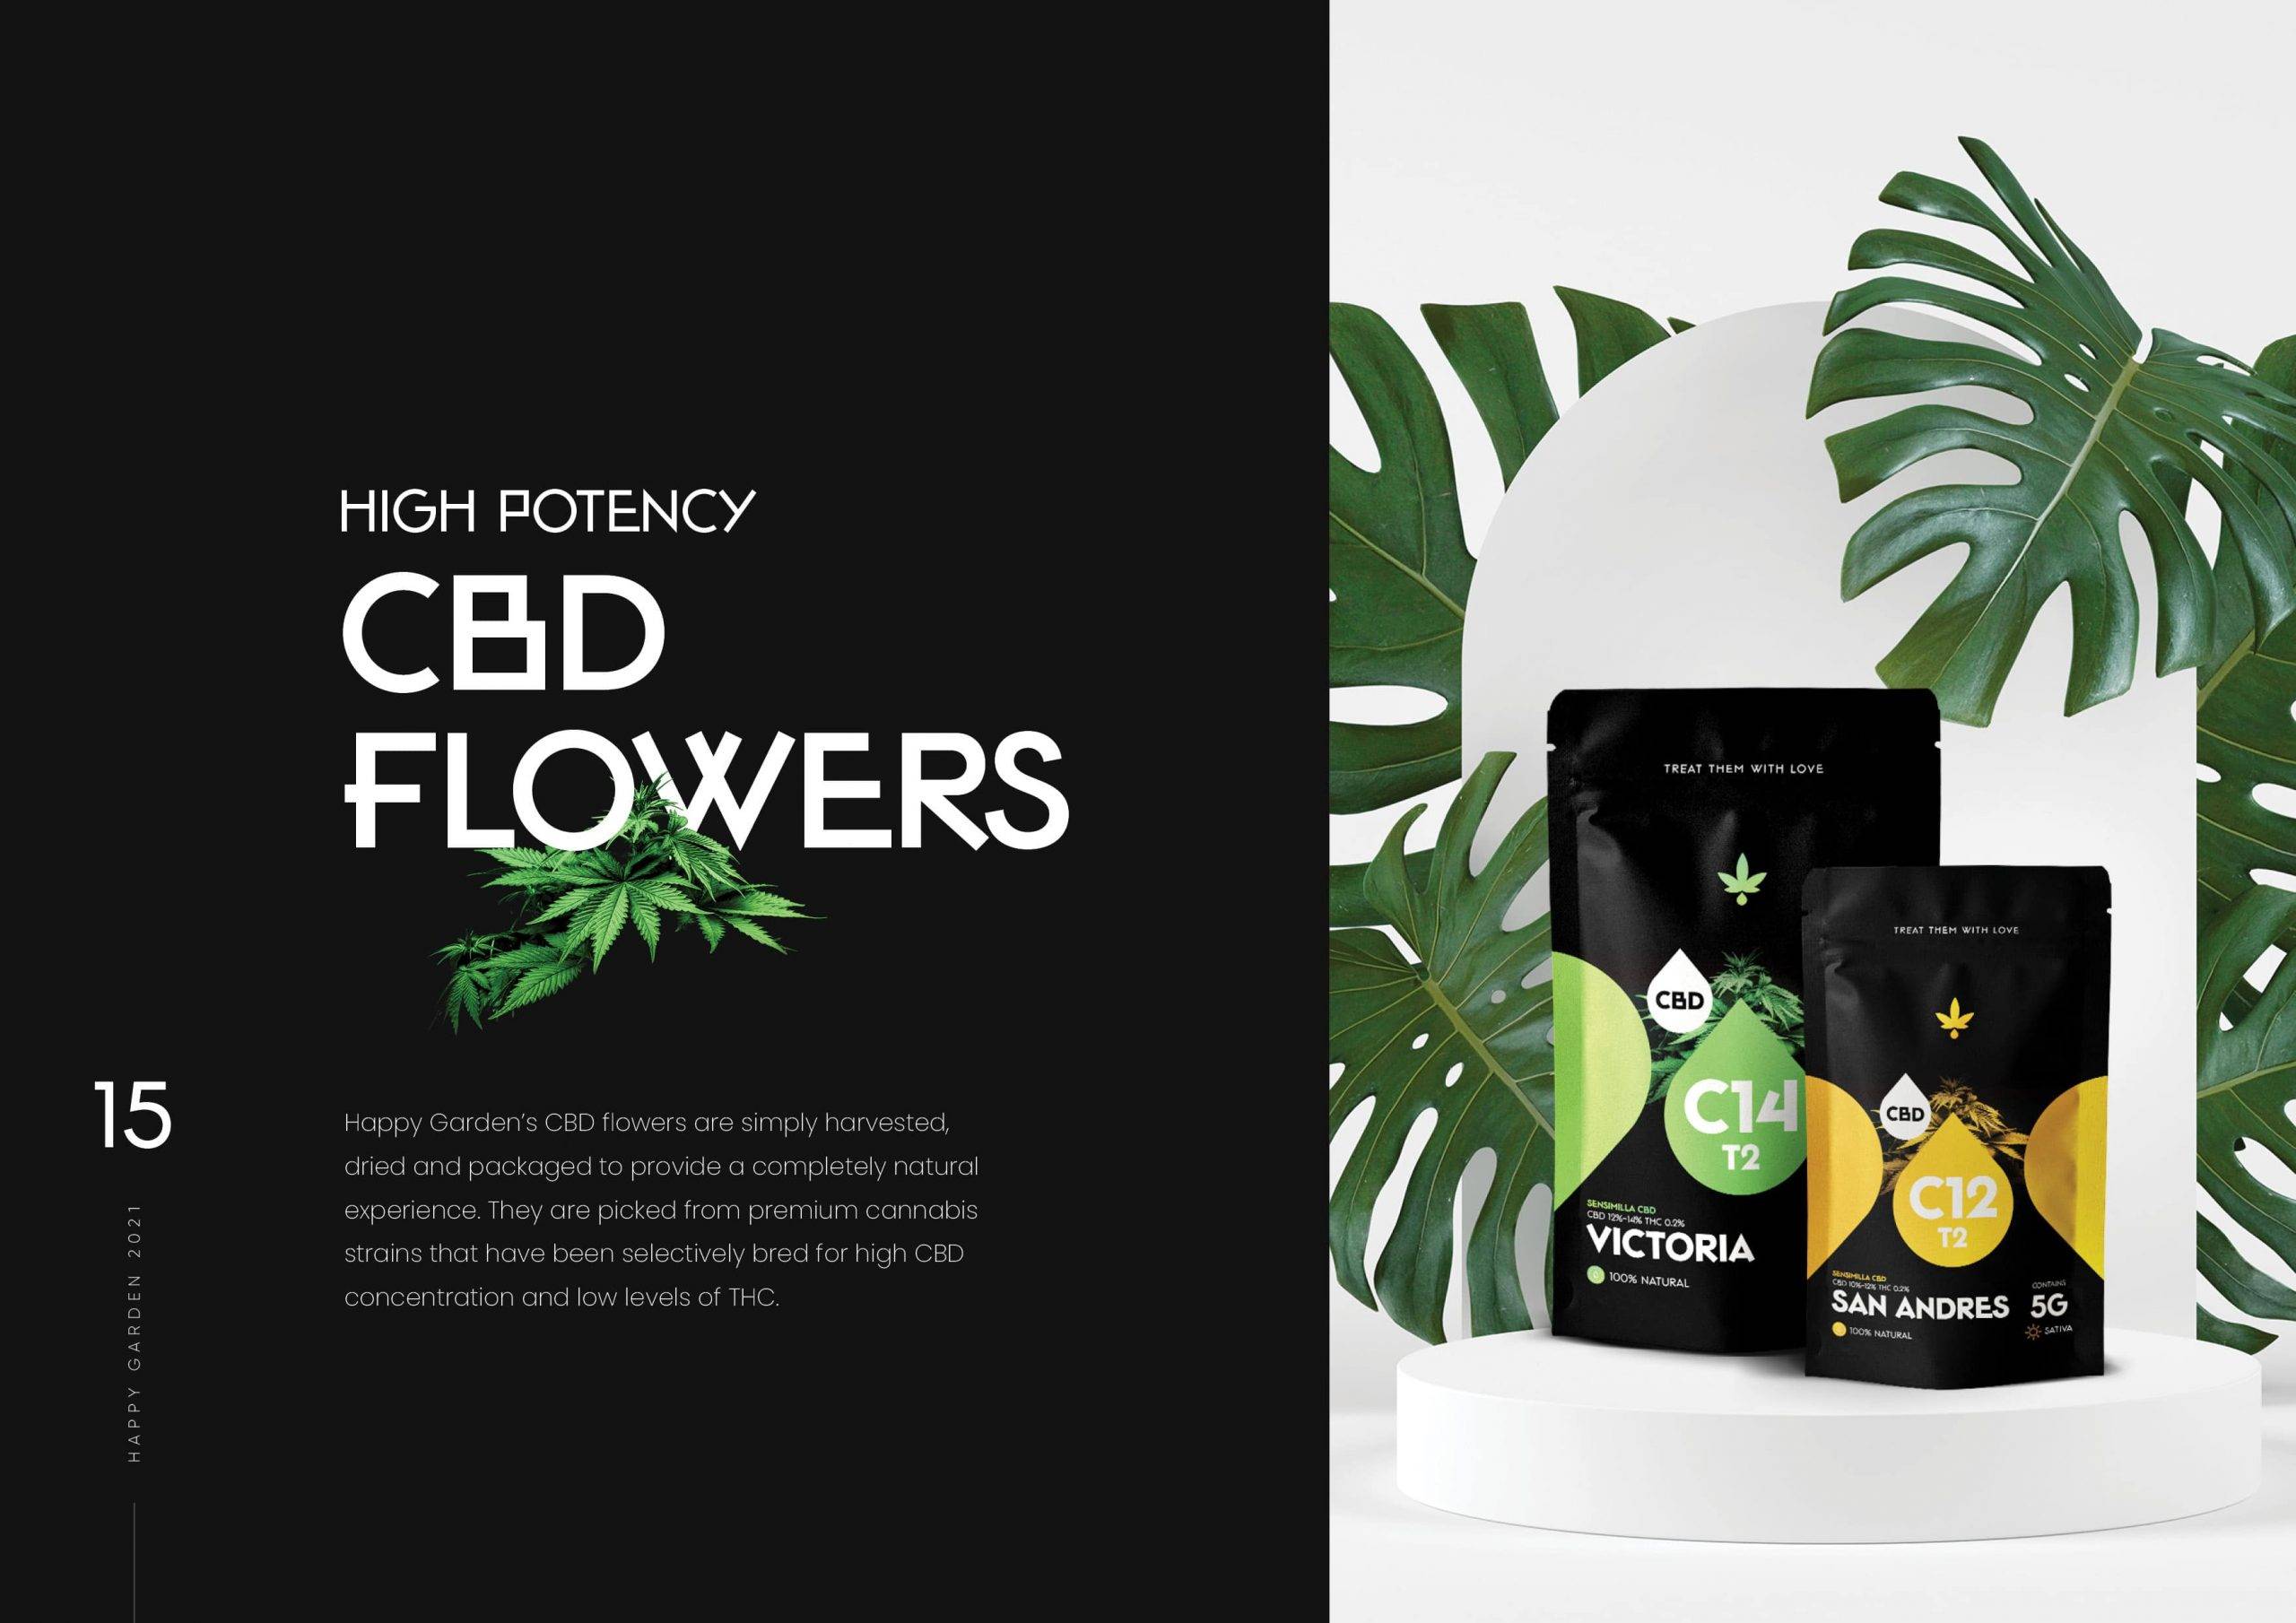 HIGH POTENCY
CBD
FLOWERS
15
HAPPY GARDEN 2021
Happy Garden’s CBD flowers are simply harvested,
dried and packaged to provide a completely natural
experience. They are picked from premium cannabis
strains that have been selectively bred for high CBD
concentration and low levels of THC.
TREAT THEM WITH LOVE
CBD
C14
T2
SENSIMILLA CBD
CBD 12%-14% THC 0.2%
VICTORIA
100% NATURAL
TREAT THEM WITH LOVE
CBD
C12
T2
SENSIMILLA CBD
CBD 10%-12% THC 0.2%
SAN ANDRES
100% NATURAL
CONTAINS
5G
SATIVA